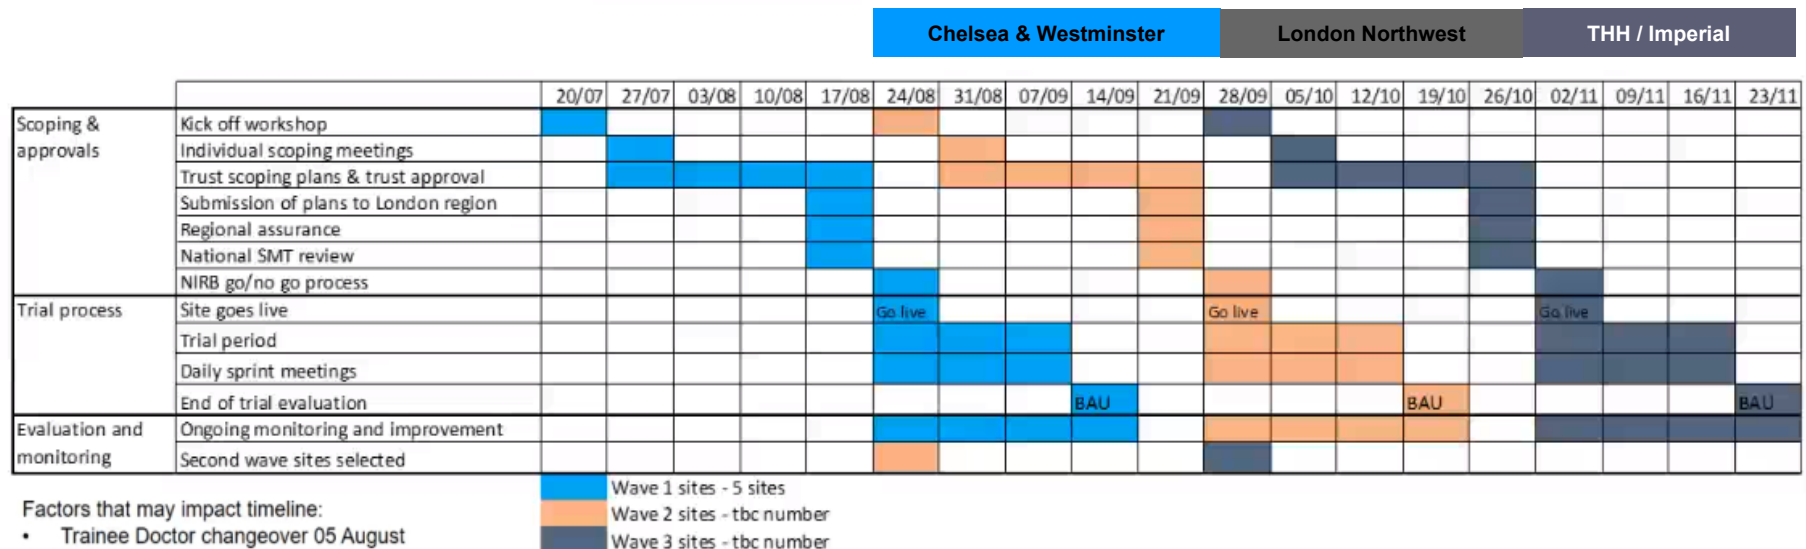 Chelsea & Westminster London Northwest THH / Imperial
20/07 27/07 03/08 10/08 17/08 24/08 31/08 07/09 14/09 21/09 28/09 05/10 12/10 19/10 26/10 02/11 09/11 16/11 23/11
Scoping & Kick off workshop
approvals Individual scoping meetings
Trust scoping plans & trust approval
Submission of plans to London region
Regional assurance
National SMT review
NIRB go/no go process
Trial process Site goes live Go live Go live Go live
Trial period
Daily sprint meetings
End of trial evaluation BAU BAU BAU
Evaluation and Ongoing monitoring and improvement
monitoring Second wave sites selected
Wave 1 sites - 5 sites
Factors that may impact timeline: Wave 2 sites - tbc number
• Trainee Doctor changeover 05 August Wave 3 sites - tbc number